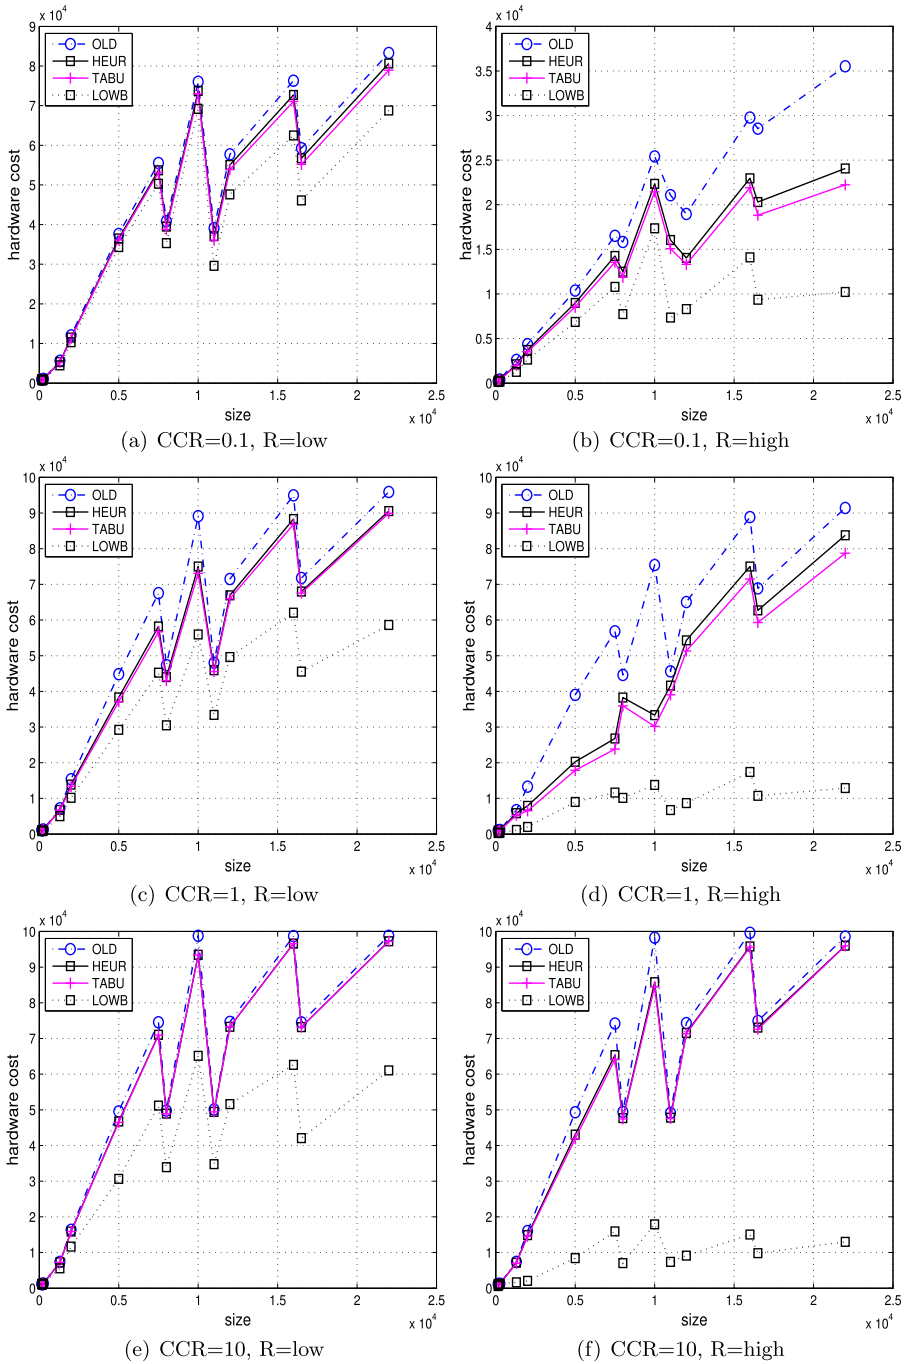 x 10^4
9
8
7
6
5
4
3
2
1
0
hardware cost
OLD
HEUR
TABU
LOWB
0 0.5 1 1.5 2 2.5
size
x 10^4
(a) CCR=0.1, R=low
x 10^4
4
3.5
3
2.5
2
1.5
1
0.5
0
hardware cost
OLD
HEUR
TABU
LOWB
0 0.5 1 1.5 2 2.5
size
x 10^4
(b) CCR=0.1, R=high
x 10^4
10
9
8
7
6
5
4
3
2
1
0
hardware cost
OLD
HEUR
TABU
LOWB
0 0.5 1 1.5 2 2.5
size
x 10^4
(c) CCR=1, R=low
x 10^4
10
9
8
7
6
5
4
3
2
1
0
hardware cost
OLD
HEUR
TABU
LOWB
0 0.5 1 1.5 2 2.5
size
x 10^4
(d) CCR=1, R=high
x 10^4
10
9
8
7
6
5
4
3
2
1
0
hardware cost
OLD
HEUR
TABU
LOWB
0 0.5 1 1.5 2 2.5
size
x 10^4
(e) CCR=10, R=low
x 10^4
10
9
8
7
6
5
4
3
2
1
0
hardware cost
OLD
HEUR
TABU
LOWB
0 0.5 1 1.5 2 2.5
size
x 10^4
(f) CCR=10, R=high